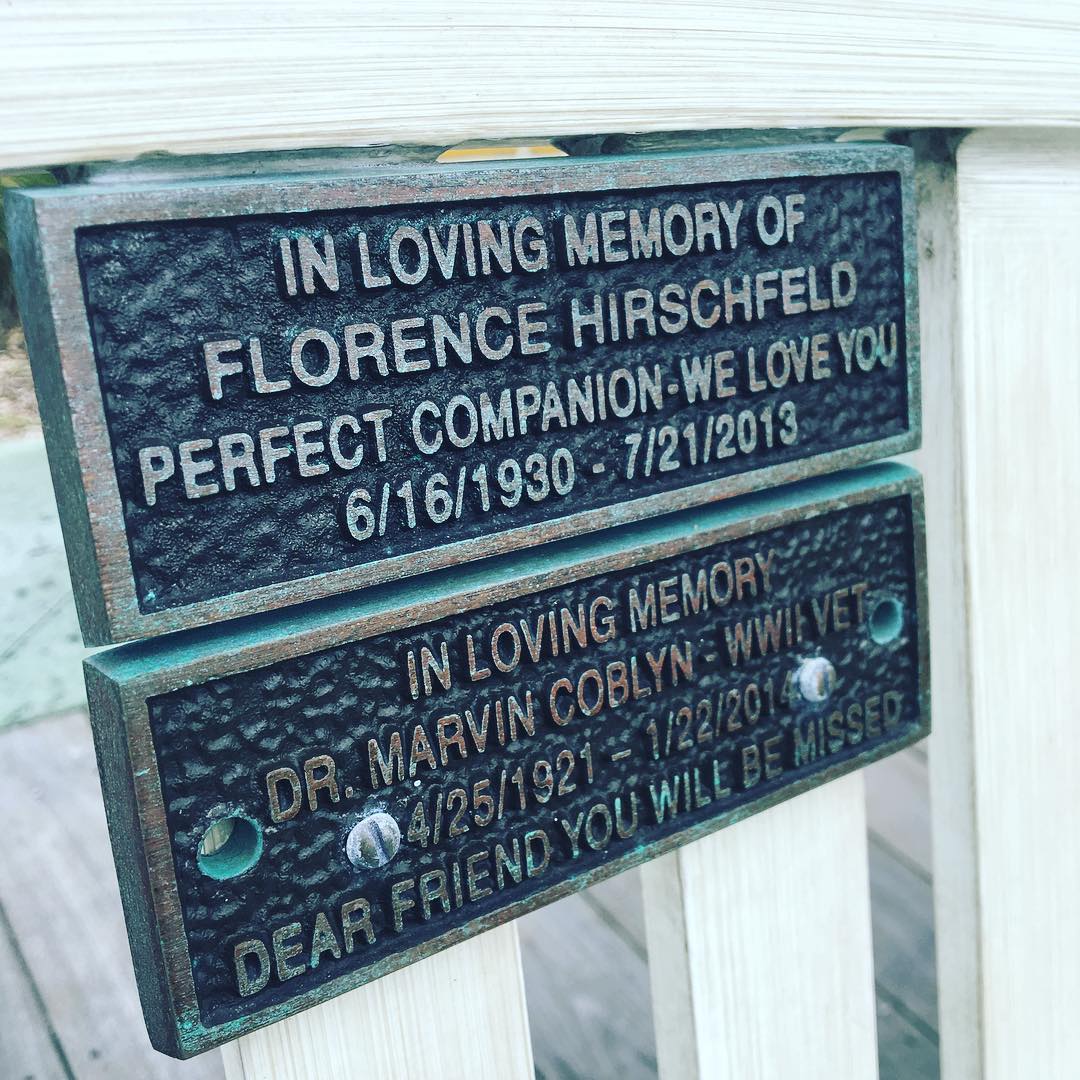 IN LOVING MEMORY OF
FLORENCE HIRSCHFELD
PERFECT COMPANION-WE LOVE YOU
6/16/1930 - 7/21/2013
IN LOVING MEMORY
DR. MARVIN COBLYN - WWII VET
4/25/1921 - 1/22/2014
DEAR FRIEND YOU WILL BE MISSED